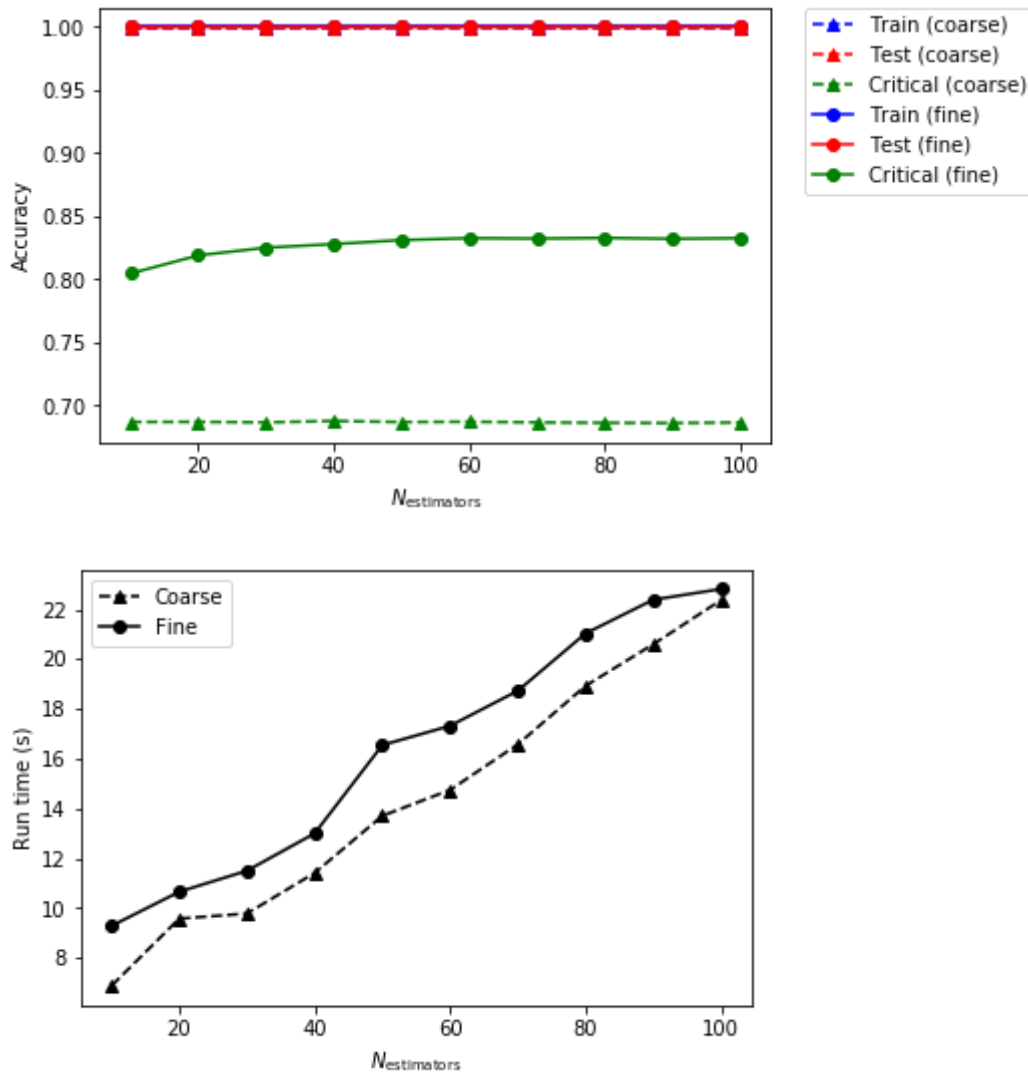 1.00
0.95
0.90
0.85
0.80
0.75
0.70
Accuracy
20 40 60 80 100
N_estimators
Train (coarse)
Test (coarse)
Critical (coarse)
Train (fine)
Test (fine)
Critical (fine)
Coarse
Fine
22
20
18
16
14
12
10
8
Run time (s)
20 40 60 80 100
N_estimators